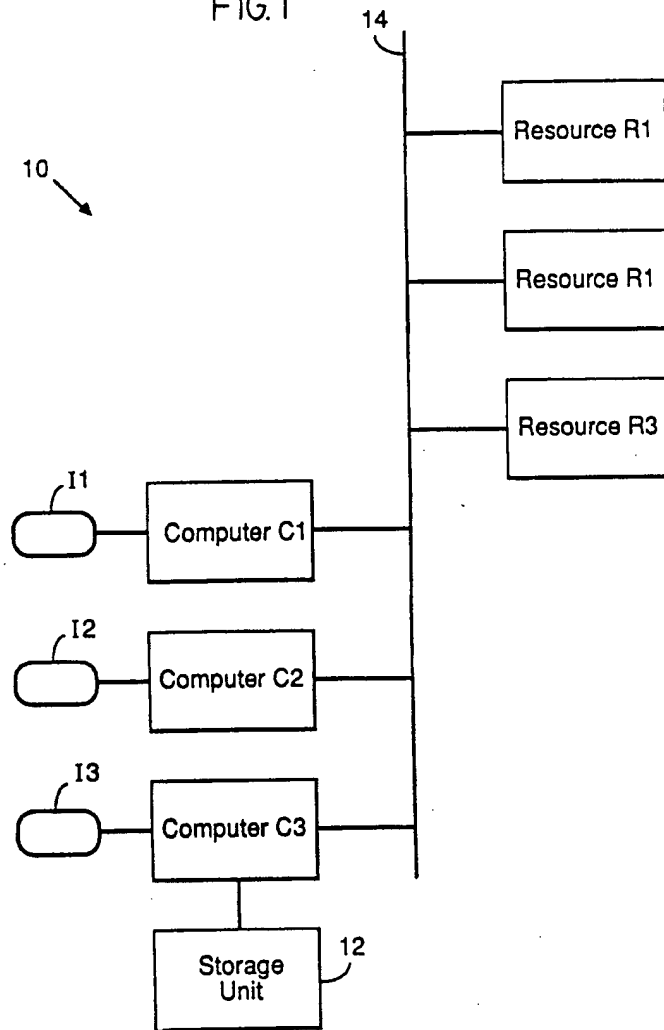 FIG. 1
14
Resource R1
10
Resource R1
Resource R3
I1
Computer C1
I2
Computer C2
I3
Computer C3
12
Storage
Unit